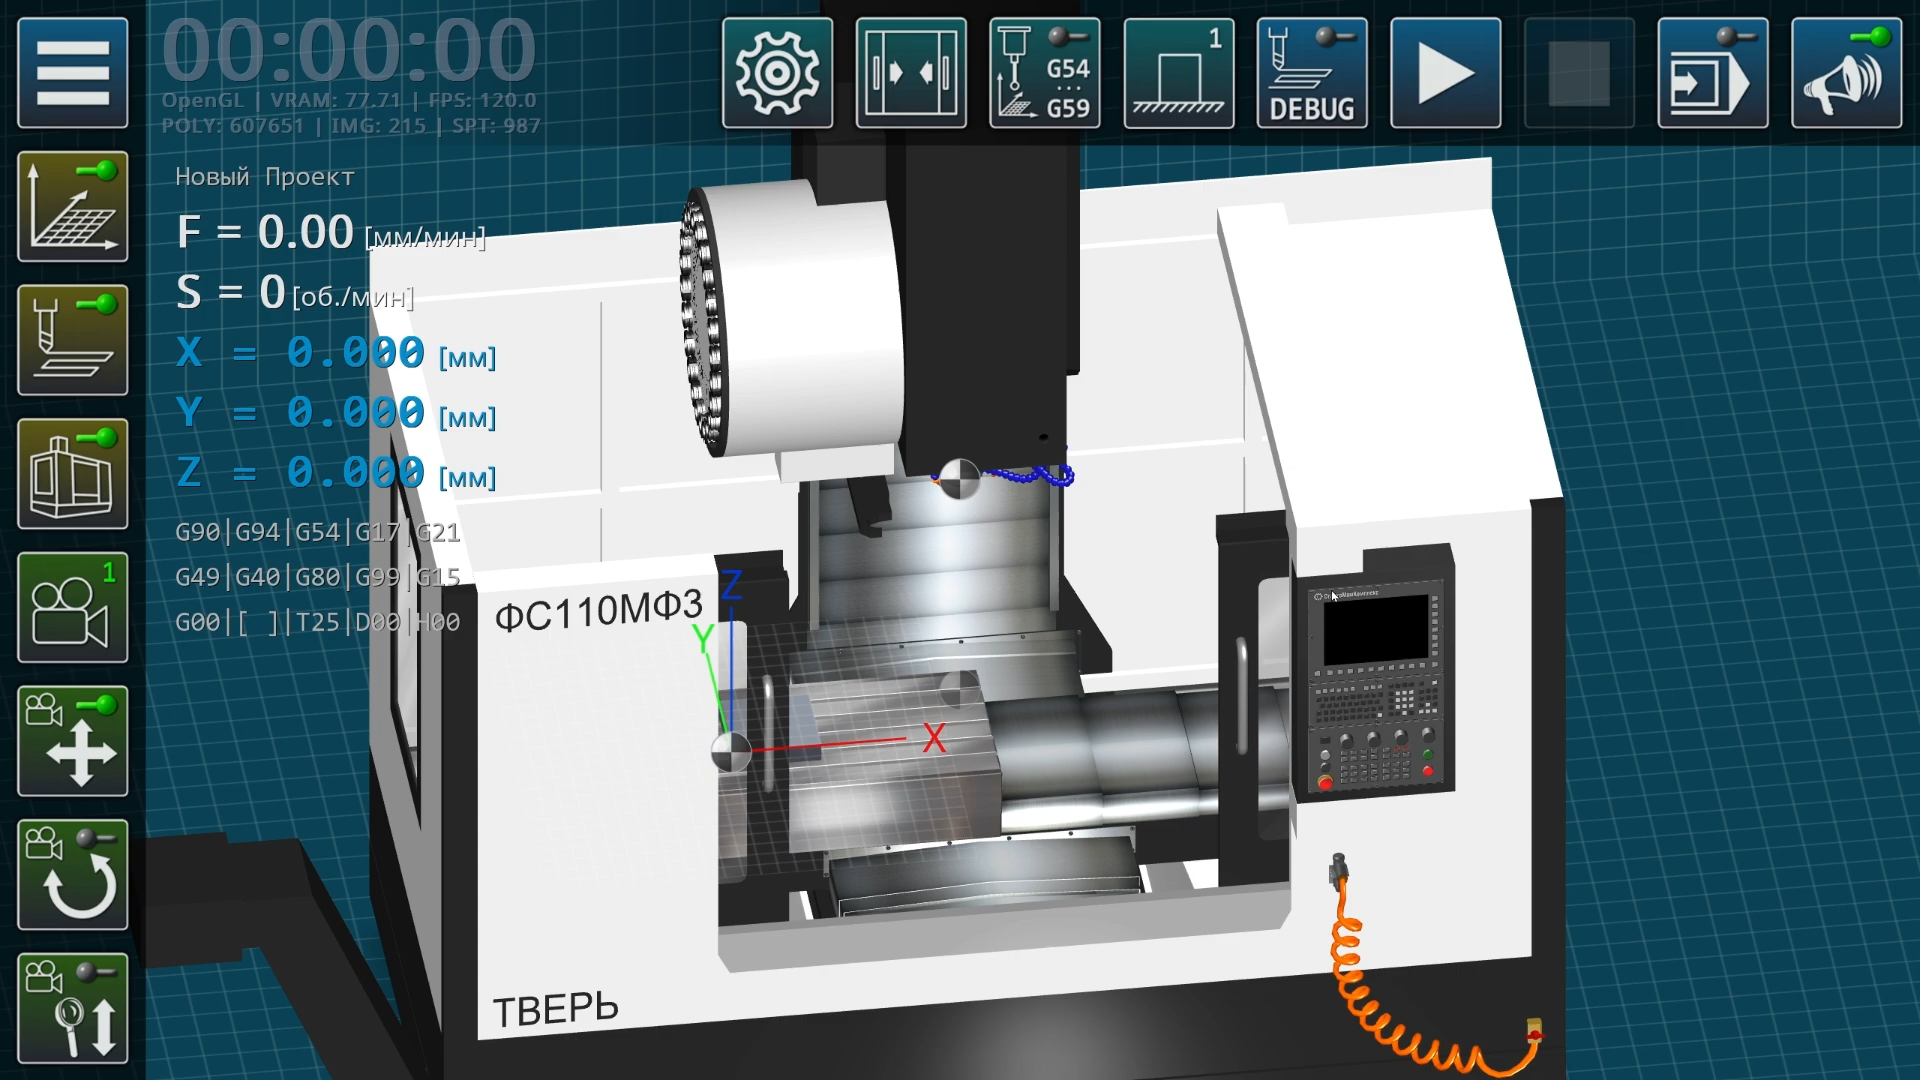 00:00:00
OpenGL | VRAM: 77.71 | FPS: 120.0
POLY: 607651 | IMG: 215 | SPT: 987
G54
...
G59
1
DEBUG
Новый Проект
F = 0.00 [мм/мин]
S = 0 [об./мин]
X = 0.000 [мм]
Y = 0.000 [мм]
Z = 0.000 [мм]
G90|G94|G54|G17|G21
G49|G40|G80|G99|G15
G00|[ ]|T25|D00|H00
1
ФС110МФ3
Z
Y
X
ТВЕРЬ